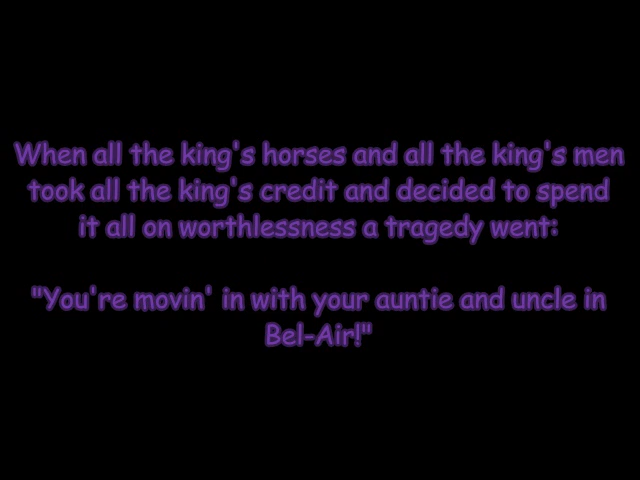 When all the king's horses and all the king's men
took all the king's credit and decided to spend
it all on worthlessness a tragedy went:
"You're movin' in with your auntie and uncle in
Bel-Air!"